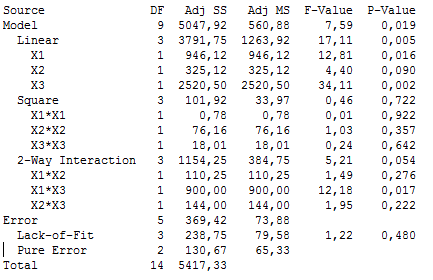 Source DF Adj SS Adj MS F-Value P-Value
Model 9 5047,92 560,88 7,59 0,019
Linear 3 3791,75 1263,92 17,11 0,005
X1 1 946,12 946,12 12,81 0,016
X2 1 325,12 325,12 4,40 0,090
X3 1 2520,50 2520,50 34,11 0,002
Square 3 101,92 33,97 0,46 0,722
X1*X1 1 0,78 0,78 0,01 0,922
X2*X2 1 76,16 76,16 1,03 0,357
X3*X3 1 18,01 18,01 0,24 0,642
2-Way Interaction 3 1154,25 384,75 5,21 0,054
X1*X2 1 110,25 110,25 1,49 0,276
X1*X3 1 900,00 900,00 12,18 0,017
X2*X3 1 144,00 144,00 1,95 0,222
Error 5 369,42 73,88
Lack-of-Fit 3 238,75 79,58 1,22 0,480
Pure Error 2 130,67 65,33
Total 14 5417,33